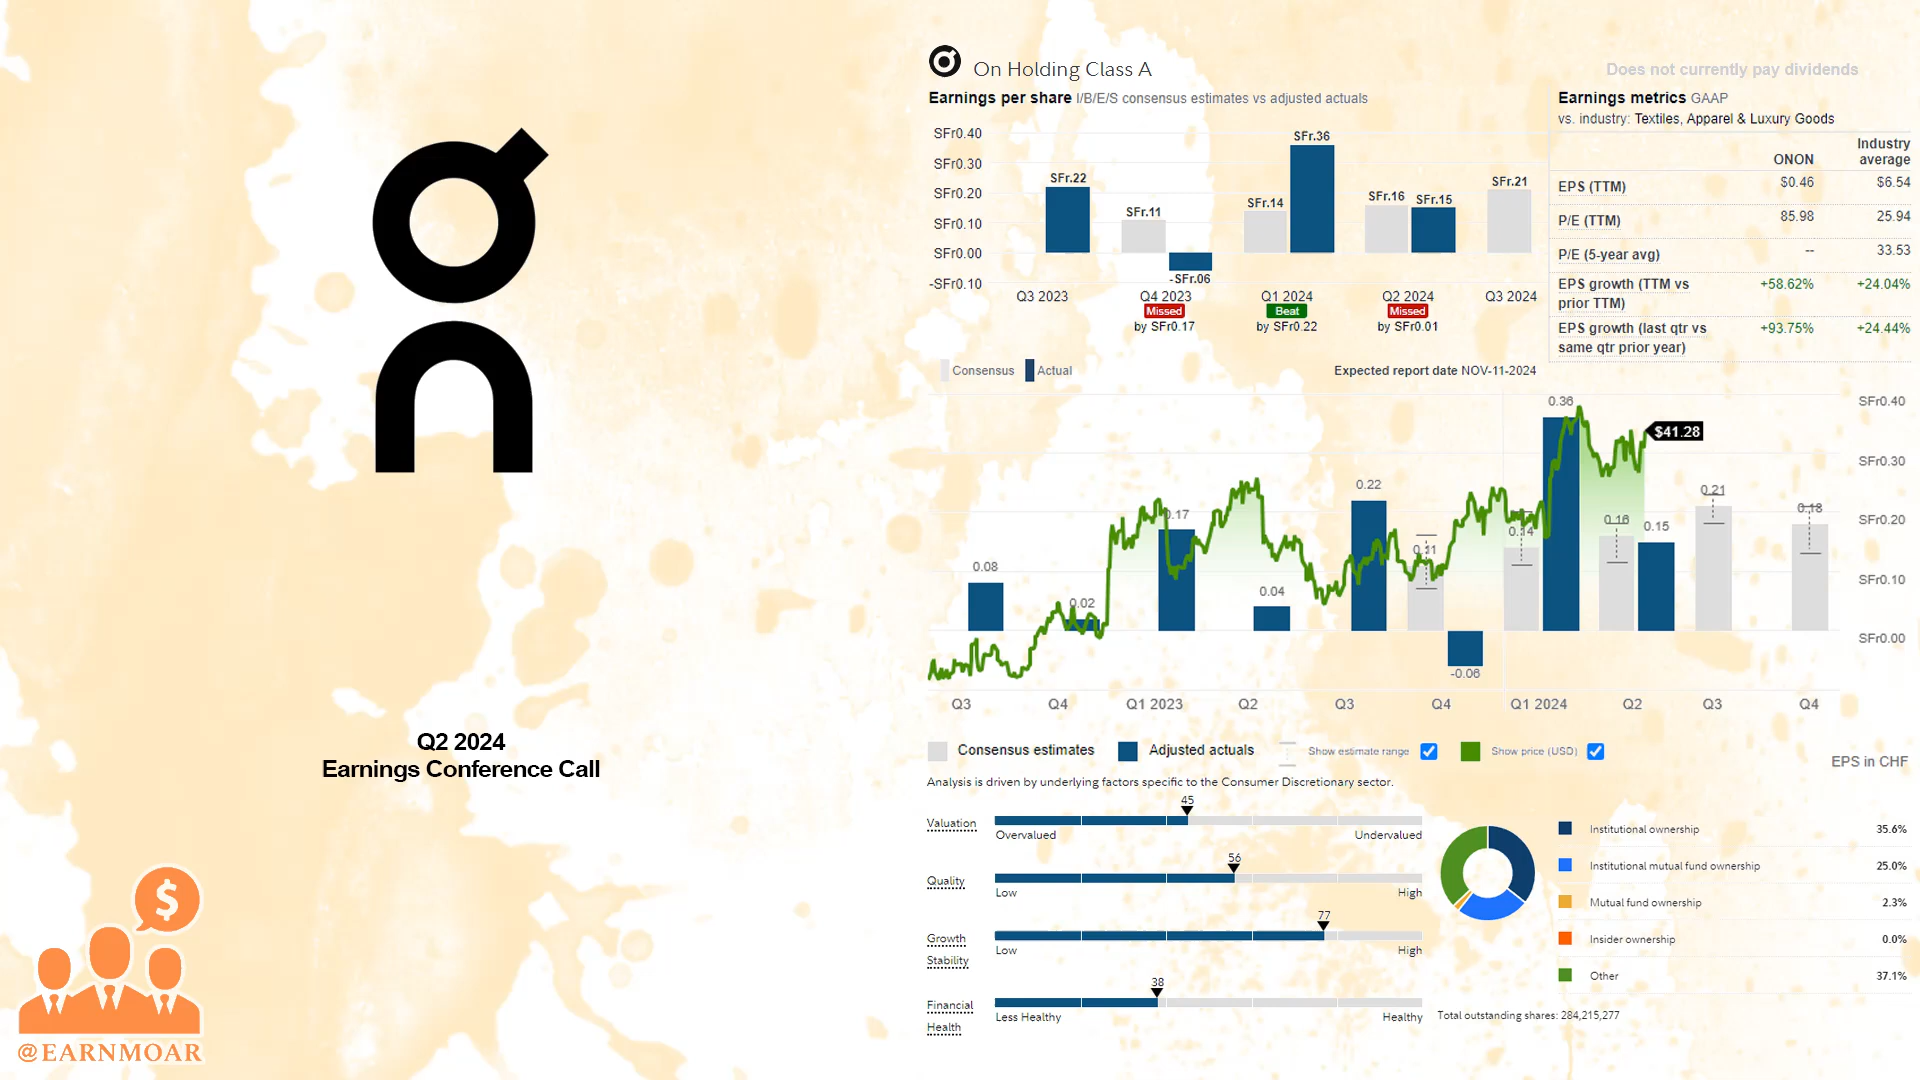 On Holding Class A
Does not currently pay dividends
Earnings per share I/B/E/S consensus estimates vs adjusted actuals
SFr0.40
SFr0.30
SFr0.20
SFr0.10
SFr0.00
-SFr0.10
SFr.22
SFr.11
-SFr.06
SFr.14
SFr.36
SFr.16
SFr.15
SFr.21
Q3 2023
Q4 2023
Q1 2024
Q2 2024
Q3 2024
Missed
Beat
Missed
by SFr0.17
by SFr0.22
by SFr0.01
Consensus
Actual
Expected report date NOV-11-2024
Earnings metrics GAAP
vs. industry: Textiles, Apparel & Luxury Goods
ONON
Industry
average
EPS (TTM) $0.46 $6.54
P/E (TTM) 85.98 25.94
P/E (5-year avg) -- 33.53
EPS growth (TTM vs
prior TTM) +58.62% +24.04%
EPS growth (last qtr vs
same qtr prior year) +93.75% +24.44%
0.08
0.02
0.17
0.04
0.22
0.11
-0.06
0.14
0.36
0.16
0.15
0.21
0.18
$41.28
SFr0.40
SFr0.30
SFr0.20
SFr0.10
SFr0.00
Q3
Q4
Q1 2023
Q2
Q3
Q4
Q1 2024
Q2
Q3
Q4
Consensus estimates
Adjusted actuals
Show estimate range
Show price (USD)
EPS in CHF
Analysis is driven by underlying factors specific to the Consumer Discretionary sector.
Valuation
45
Overvalued
Undervalued
Quality
56
Low
High
Growth
Stability
77
Low
High
Financial
Health
38
Less Healthy
Healthy
Institutional ownership 35.6%
Institutional mutual fund ownership 25.0%
Mutual fund ownership 2.3%
Insider ownership 0.0%
Other 37.1%
Total outstanding shares: 284,215,277
on
Q2 2024
Earnings Conference Call
$
@EARNMOAR